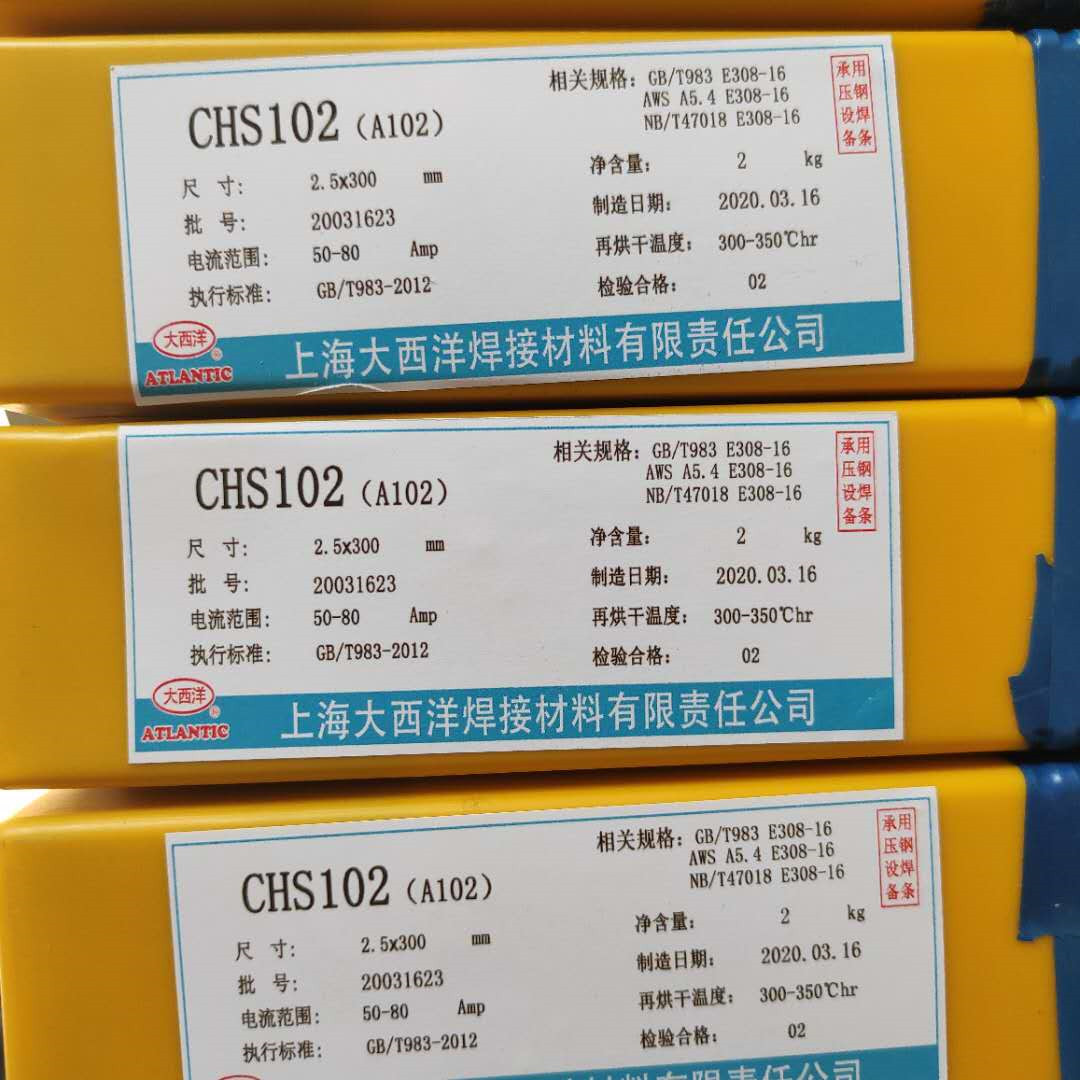 CHS102 (A102)
相关规格: GB/T983 E308-16
AWS A5.4 E308-16
NB/T47018 E308-16
承用
压钢
设焊
备条
尺 寸: 2.5x300 mm
净含量: 2 kg
批 号: 20031623
制造日期: 2020.03.16
电流范围: 50-80 Amp
再烘干温度: 300-350℃hr
执行标准: GB/T983-2012
检验合格: 02
大西洋®
ATLANTIC
上海大西洋焊接材料有限责任公司
CHS102 (A102)
相关规格: GB/T983 E308-16
AWS A5.4 E308-16
NB/T47018 E308-16
承用
压钢
设焊
备条
尺 寸: 2.5x300 mm
净含量: 2 kg
批 号: 20031623
制造日期: 2020.03.16
电流范围: 50-80 Amp
再烘干温度: 300-350℃hr
执行标准: GB/T983-2012
检验合格: 02
大西洋®
ATLANTIC
上海大西洋焊接材料有限责任公司
CHS102 (A102)
相关规格: GB/T983 E308-16
AWS A5.4 E308-16
NB/T47018 E308-16
承用
压钢
设焊
备条
尺 寸: 2.5x300 mm
净含量: 2 kg
批 号: 20031623
制造日期: 2020.03.16
电流范围: 50-80 Amp
再烘干温度: 300-350℃hr
执行标准: GB/T983-2012
检验合格: 02
材料有限责任公司